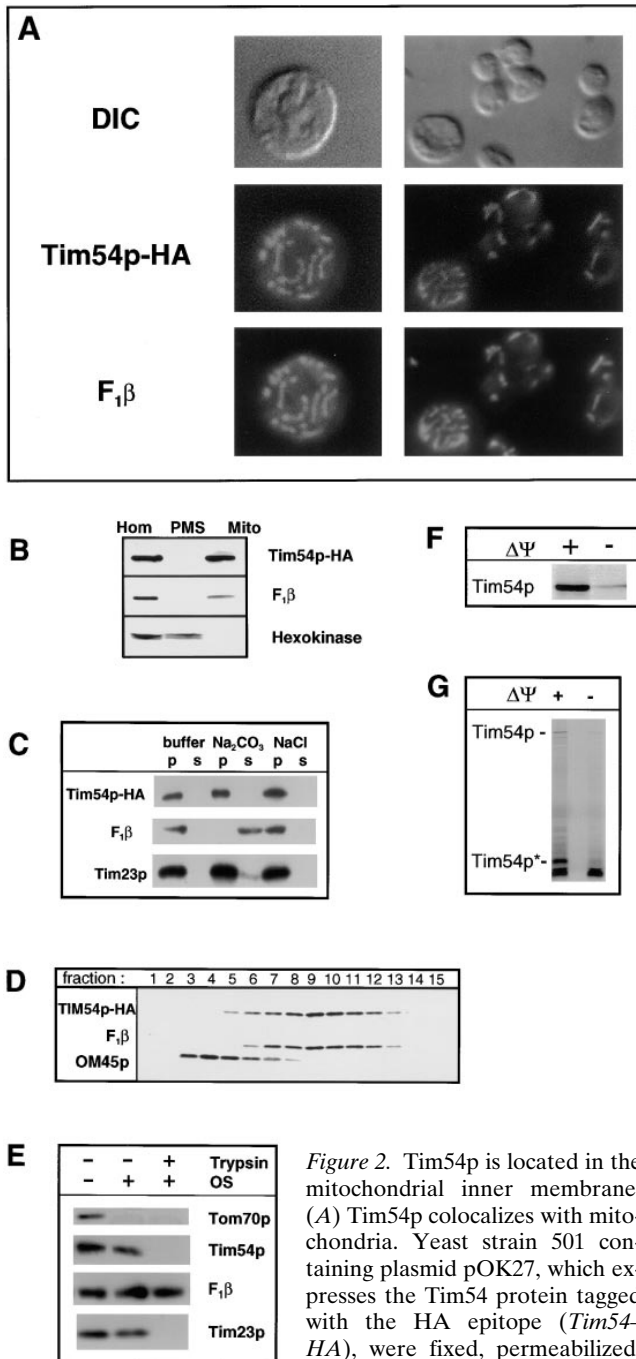 A
DIC
Tim54p-HA
F₁β
B
Hom PMS Mito
Tim54p-HA
F₁β
Hexokinase
C
buffer Na₂CO₃ NaCl
p s p s p s
Tim54p-HA
F₁β
Tim23p
D
fraction : 1 2 3 4 5 6 7 8 9 10 11 12 13 14 15
TIM54p-HA
F₁β
OM45p
E
- - + Trypsin
- + + OS
Tom70p
Tim54p
F₁β
Tim23p
F
ΔΨ + -
Tim54p
G
ΔΨ + -
Tim54p -
Tim54p*-
Figure 2. Tim54p is located in the
mitochondrial inner membrane
(A) Tim54p colocalizes with mito-
chondria. Yeast strain 501 con-
taining plasmid pOK27, which ex-
presses the Tim54 protein tagged
with the HA epitope (Tim54-
HA), were fixed, permeabilized,